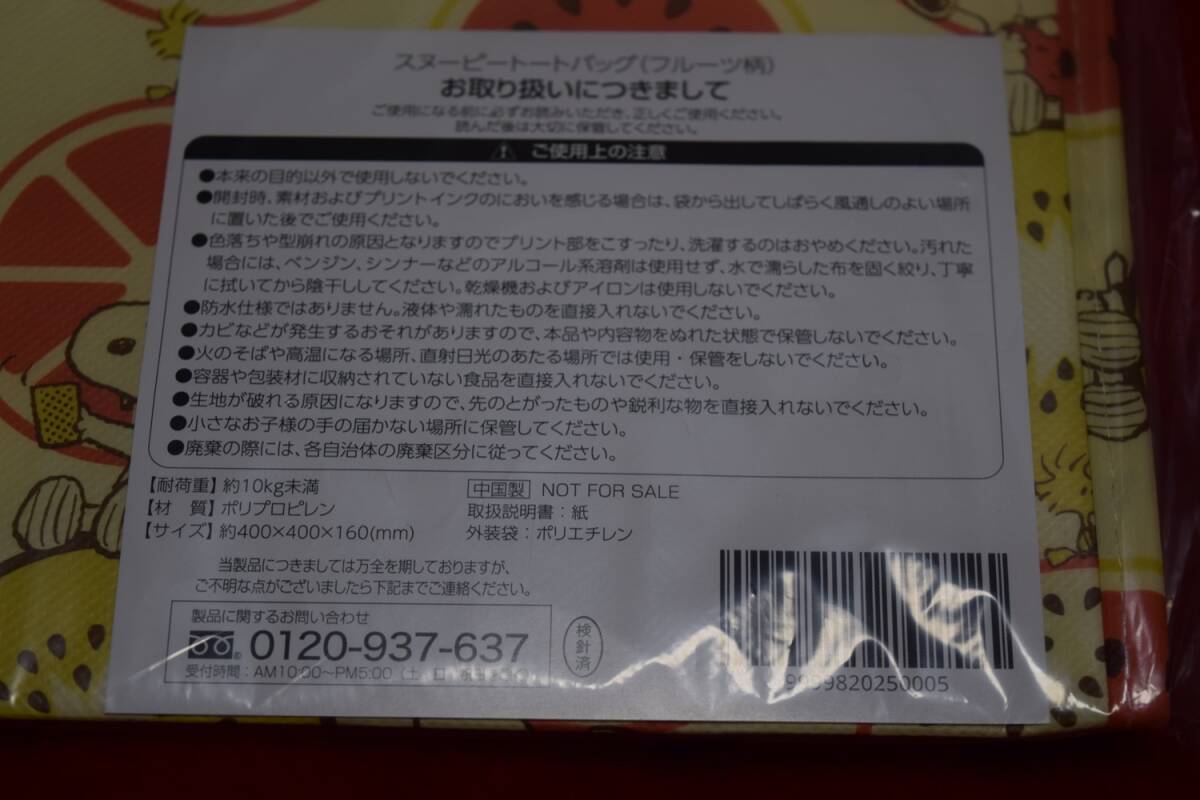 スヌーピートートバッグ(フルーツ柄)
お取り扱いにつきまして
ご使用になる前に必ずお読みいただき、正しくご使用ください。
読んだ後は大切に保管してください。
ご使用上の注意
●本来の目的以外で使用しないでください。
●開封時、素材およびプリントインクのにおいを感じる場合は、袋から出してしばらく風通しのよい場所
に置いた後でご使用ください。
●色落ちや型崩れの原因となりますのでプリント部をこすったり、洗濯するのはおやめください。汚れた
場合には、ベンジン、シンナーなどのアルコール系溶剤は使用せず、水で濡らした布を固く絞り、丁寧
に拭いてから陰干ししてください。乾燥機およびアイロンは使用しないでください。
●防水仕様ではありません。液体や濡れたものを直接入れないでください。
●カビなどが発生するおそれがありますので、本品や内容物をぬれた状態で保管しないでください。
●火のそばや高温になる場所、直射日光のあたる場所では使用・保管をしないでください。
●容器や包装材に収納されていない食品を直接入れないでください。
●生地が破れる原因になりますので、先のとがったものや鋭利な物を直接入れないでください。
●小さなお子様の手の届かない場所に保管してください。
●廃棄の際には、各自治体の廃棄区分に従ってください。
【耐荷重】約10kg未満
【材　質】ポリプロピレン
【サイズ】約400×400×160(mm)
中国製 NOT FOR SALE
取扱説明書：紙
外装袋：ポリエチレン
当製品につきましては万全を期しておりますが、
ご不明な点がございましたら下記までご連絡ください。
製品に関するお問い合わせ
0120-937-637
受付時間：AM10:00～PM5:00（土
検針済
820250005